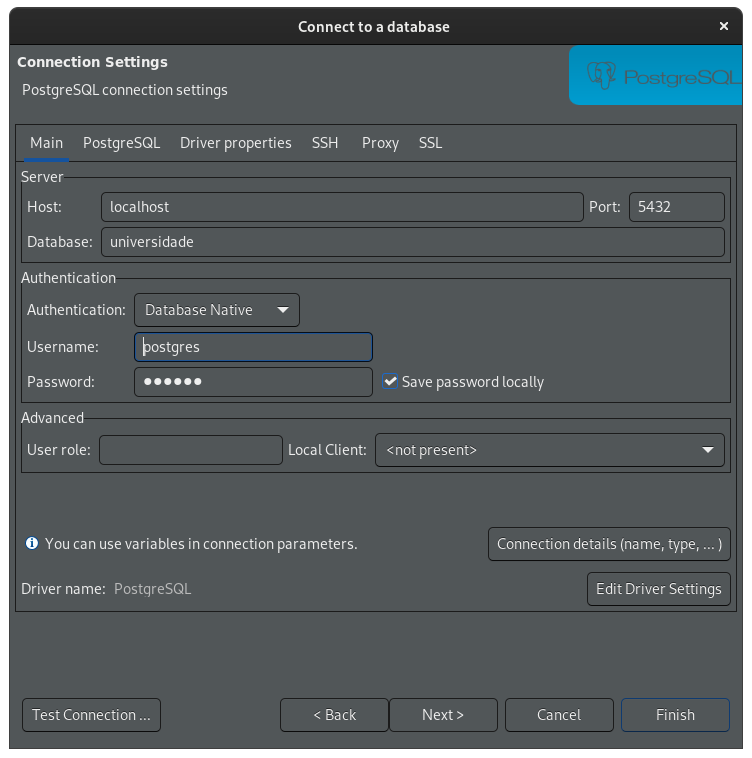 Connect to a database ×
Connection Settings
PostgreSQL connection settings
PostgreSQL
Main PostgreSQL Driver properties SSH Proxy SSL
Server
Host: localhost Port: 5432
Database: universidade
Authentication
Authentication: Database Native
Username: postgres
Password: ●●●●●● Save password locally
Advanced
User role: Local Client: <not present>
You can use variables in connection parameters. Connection details (name, type, ... )
Driver name: PostgreSQL Edit Driver Settings
Test Connection ... < Back Next > Cancel Finish